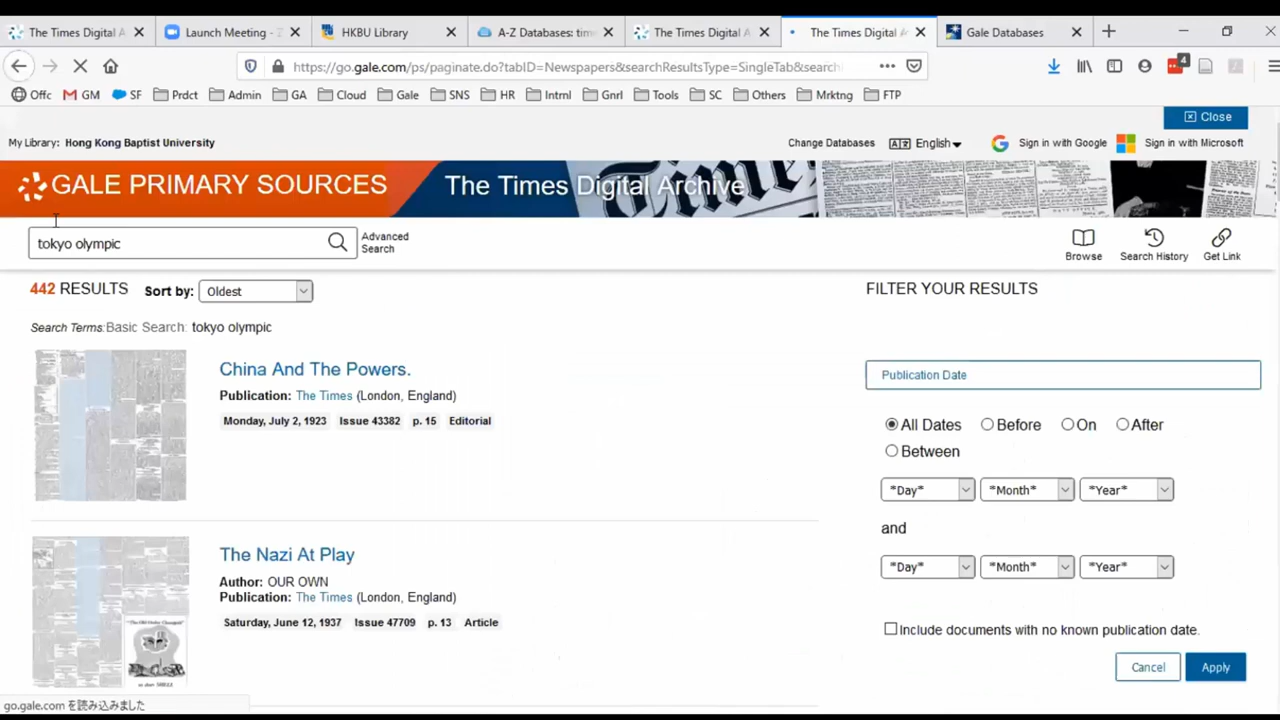 The Times Digital A
Launch Meeting - Z
HKBU Library
A-Z Databases: time
The Times Digital A
The Times Digital Ar
Gale Databases
https://go.gale.com/ps/paginate.do?tabID=Newspapers&searchResultsType=SingleTab&search
4
Offc
GM
SF
Prdct
Admin
GA
Cloud
Gale
SNS
HR
Intrnl
Gnrl
Tools
SC
Others
Mrktng
FTP
Close
My Library: Hong Kong Baptist University
Change Databases
English
Sign in with Google
Sign in with Microsoft
GALE PRIMARY SOURCES
The Times Digital Archive
tokyo olympic
Advanced
Search
Browse
Search History
Get Link
442 RESULTS
Sort by:
Oldest
FILTER YOUR RESULTS
Search Terms:Basic Search: tokyo olympic
China And The Powers.
Publication: The Times (London, England)
Monday, July 2, 1923 Issue 43382 p. 15 Editorial
Publication Date
All Dates
Before
On
After
Between
*Day*
*Month*
*Year*
and
The Nazi At Play
Author: OUR OWN
Publication: The Times (London, England)
Saturday, June 12, 1937 Issue 47709 p. 13 Article
*Day*
*Month*
*Year*
Include documents with no known publication date.
Cancel
Apply
go.gale.com を読み込みました